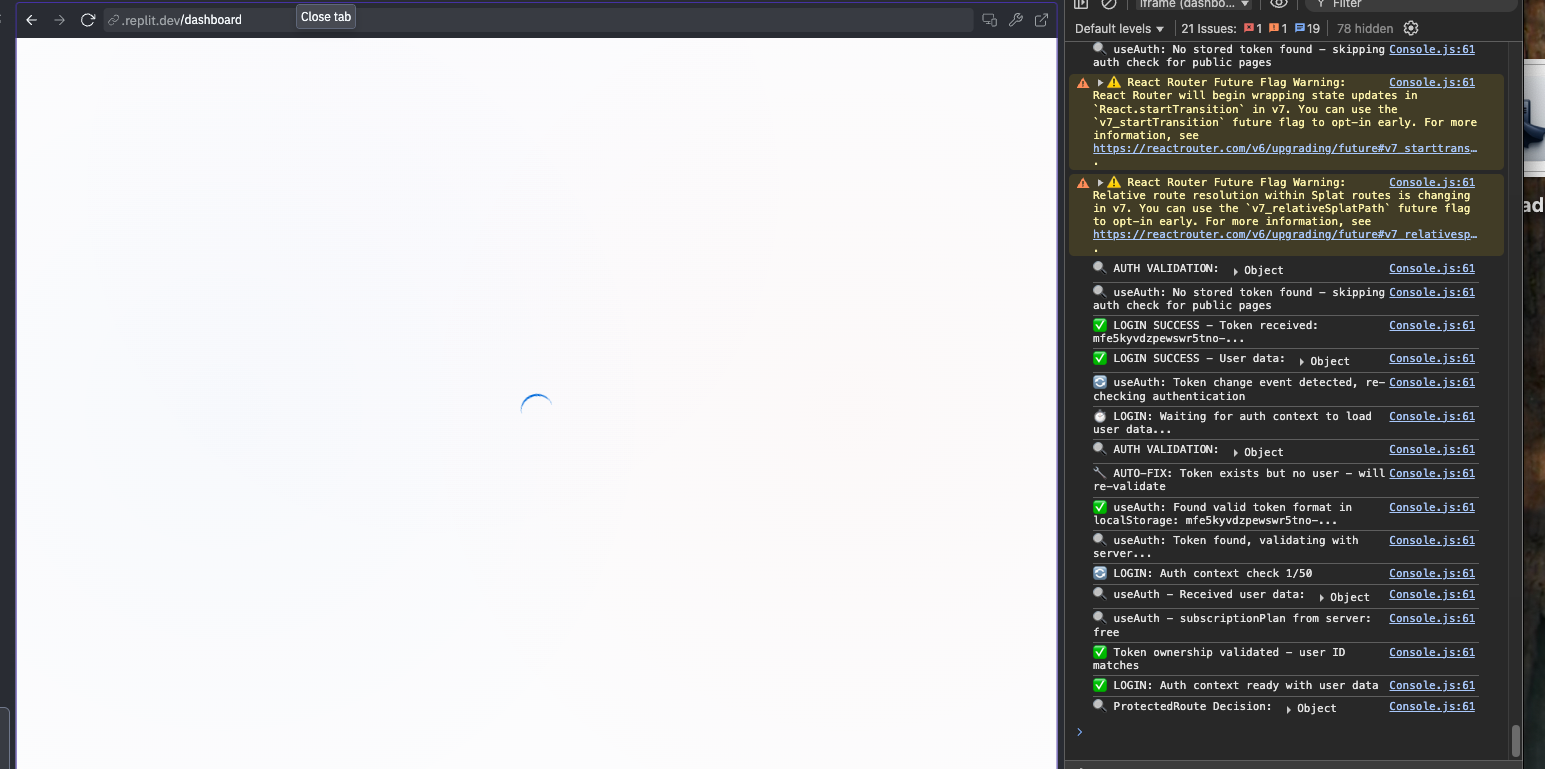 .replit.dev/dashboard
Close tab
iframe (dashbo... ▼
Filter
Default levels ▼
21 Issues: 1 1 19
78 hidden
useAuth: No stored token found – skipping Console.js:61
auth check for public pages
⚠️ React Router Future Flag Warning: Console.js:61
React Router will begin wrapping state updates in
`React.startTransition` in v7. You can use the
`v7_startTransition` future flag to opt-in early. For more
information, see
https://reactrouter.com/v6/upgrading/future#v7_starttrans…
.
⚠️ React Router Future Flag Warning: Console.js:61
Relative route resolution within Splat routes is changing
in v7. You can use the `v7_relativeSplatPath` future flag
to opt-in early. For more information, see
https://reactrouter.com/v6/upgrading/future#v7_relativesp…
.
🔍 AUTH VALIDATION: ▶ Object Console.js:61
🔍 useAuth: No stored token found – skipping Console.js:61
auth check for public pages
✅ LOGIN SUCCESS – Token received: Console.js:61
mfe5kyvdzpewswr5tno-...
✅ LOGIN SUCCESS – User data: ▶ Object Console.js:61
🔄 useAuth: Token change event detected, re- Console.js:61
checking authentication
⏱️ LOGIN: Waiting for auth context to load Console.js:61
user data...
🔍 AUTH VALIDATION: ▶ Object Console.js:61
🔧 AUTO-FIX: Token exists but no user – will Console.js:61
re-validate
✅ useAuth: Found valid token format in Console.js:61
localStorage: mfe5kyvdzpewswr5tno-...
🔍 useAuth: Token found, validating with Console.js:61
server...
🔄 LOGIN: Auth context check 1/50 Console.js:61
🔍 useAuth – Received user data: ▶ Object Console.js:61
🔍 useAuth – subscriptionPlan from server: Console.js:61
free
✅ Token ownership validated – user ID Console.js:61
matches
✅ LOGIN: Auth context ready with user data Console.js:61
🔍 ProtectedRoute Decision: ▶ Object Console.js:61
ad